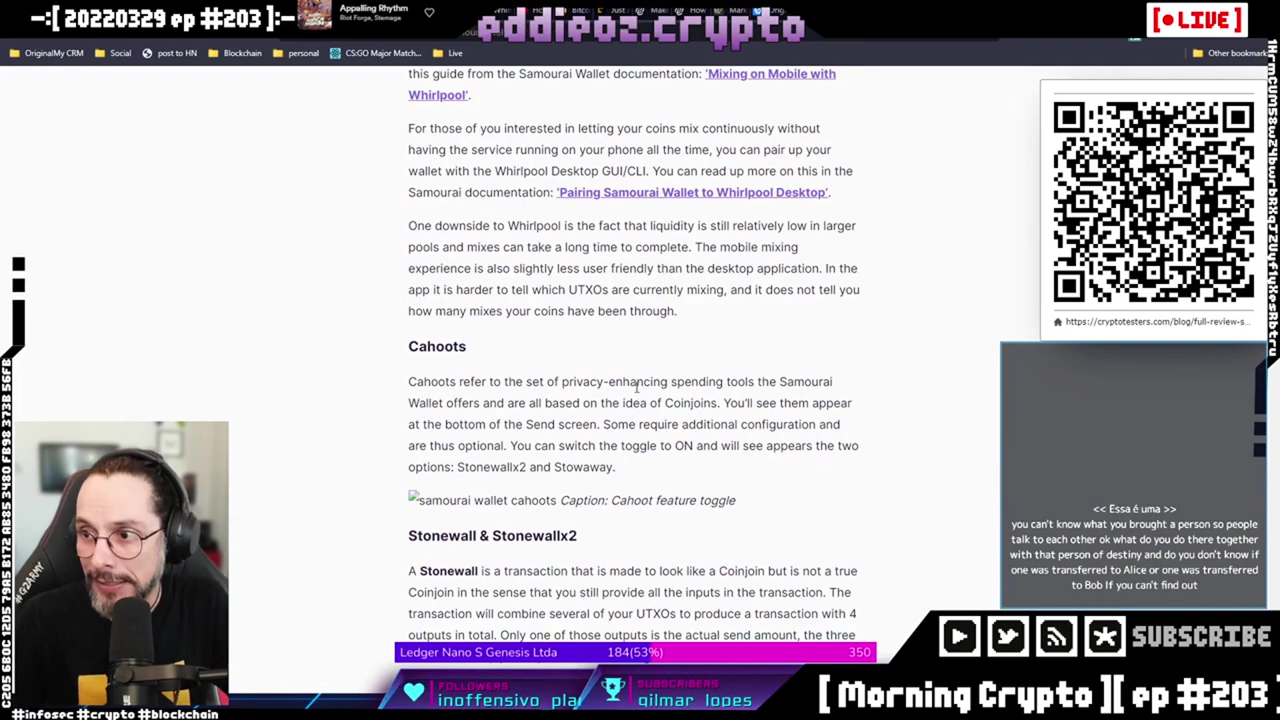 -:[ 20220329 ep #203 ]:-
Appalling Rhythm
Riot Forge, Stemage
eddieoz.crypto
[● LIVE ]
OriginalMy CRM
Social
post to HN
Blockchain
personal
CS:GO Major Match...
Live
Other bookmark
this guide from the Samourai Wallet documentation: 'Mixing on Mobile with
Whirlpool'.
For those of you interested in letting your coins mix continuously without
having the service running on your phone all the time, you can pair up your
wallet with the Whirlpool Desktop GUI/CLI. You can read up more on this in the
Samourai documentation: 'Pairing Samourai Wallet to Whirlpool Desktop'.
One downside to Whirlpool is the fact that liquidity is still relatively low in larger
pools and mixes can take a long time to complete. The mobile mixing
experience is also slightly less user friendly than the desktop application. In the
app it is harder to tell which UTXOs are currently mixing, and it does not tell you
how many mixes your coins have been through.
Cahoots
Cahoots refer to the set of privacy-enhancing spending tools the Samourai
Wallet offers and are all based on the idea of Coinjoins. You'll see them appear
at the bottom of the Send screen. Some require additional configuration and
are thus optional. You can switch the toggle to ON and will see appears the two
options: Stonewallx2 and Stowaway.
samourai wallet cahoots Caption: Cahoot feature toggle
Stonewall & Stonewallx2
A Stonewall is a transaction that is made to look like a Coinjoin but is not a true
Coinjoin in the sense that you still provide all the inputs in the transaction. The
transaction will combine several of your UTXOs to produce a transaction with 4
outputs in total. Only one of those outputs is the actual send amount, the three
https://cryptotesters.com/blog/full-review-s...
<< Essa é uma >>
you can't know what you brought a person so people
talk to each other ok what do you do there together
with that person of destiny and do you don't know if
one was transferred to Alice or one was transferred
to Bob If you can't find out
Ledger Nano S Genesis Ltda 184(53%) 350
FOLLOWERS
inoffensivo_pla
SUBSCRIBERS
gilmar_lopes
SUBSCRIBE
[ Morning Crypto ][ ep #203 ]
#infosec #crypto #blockchain
#G2ARMY